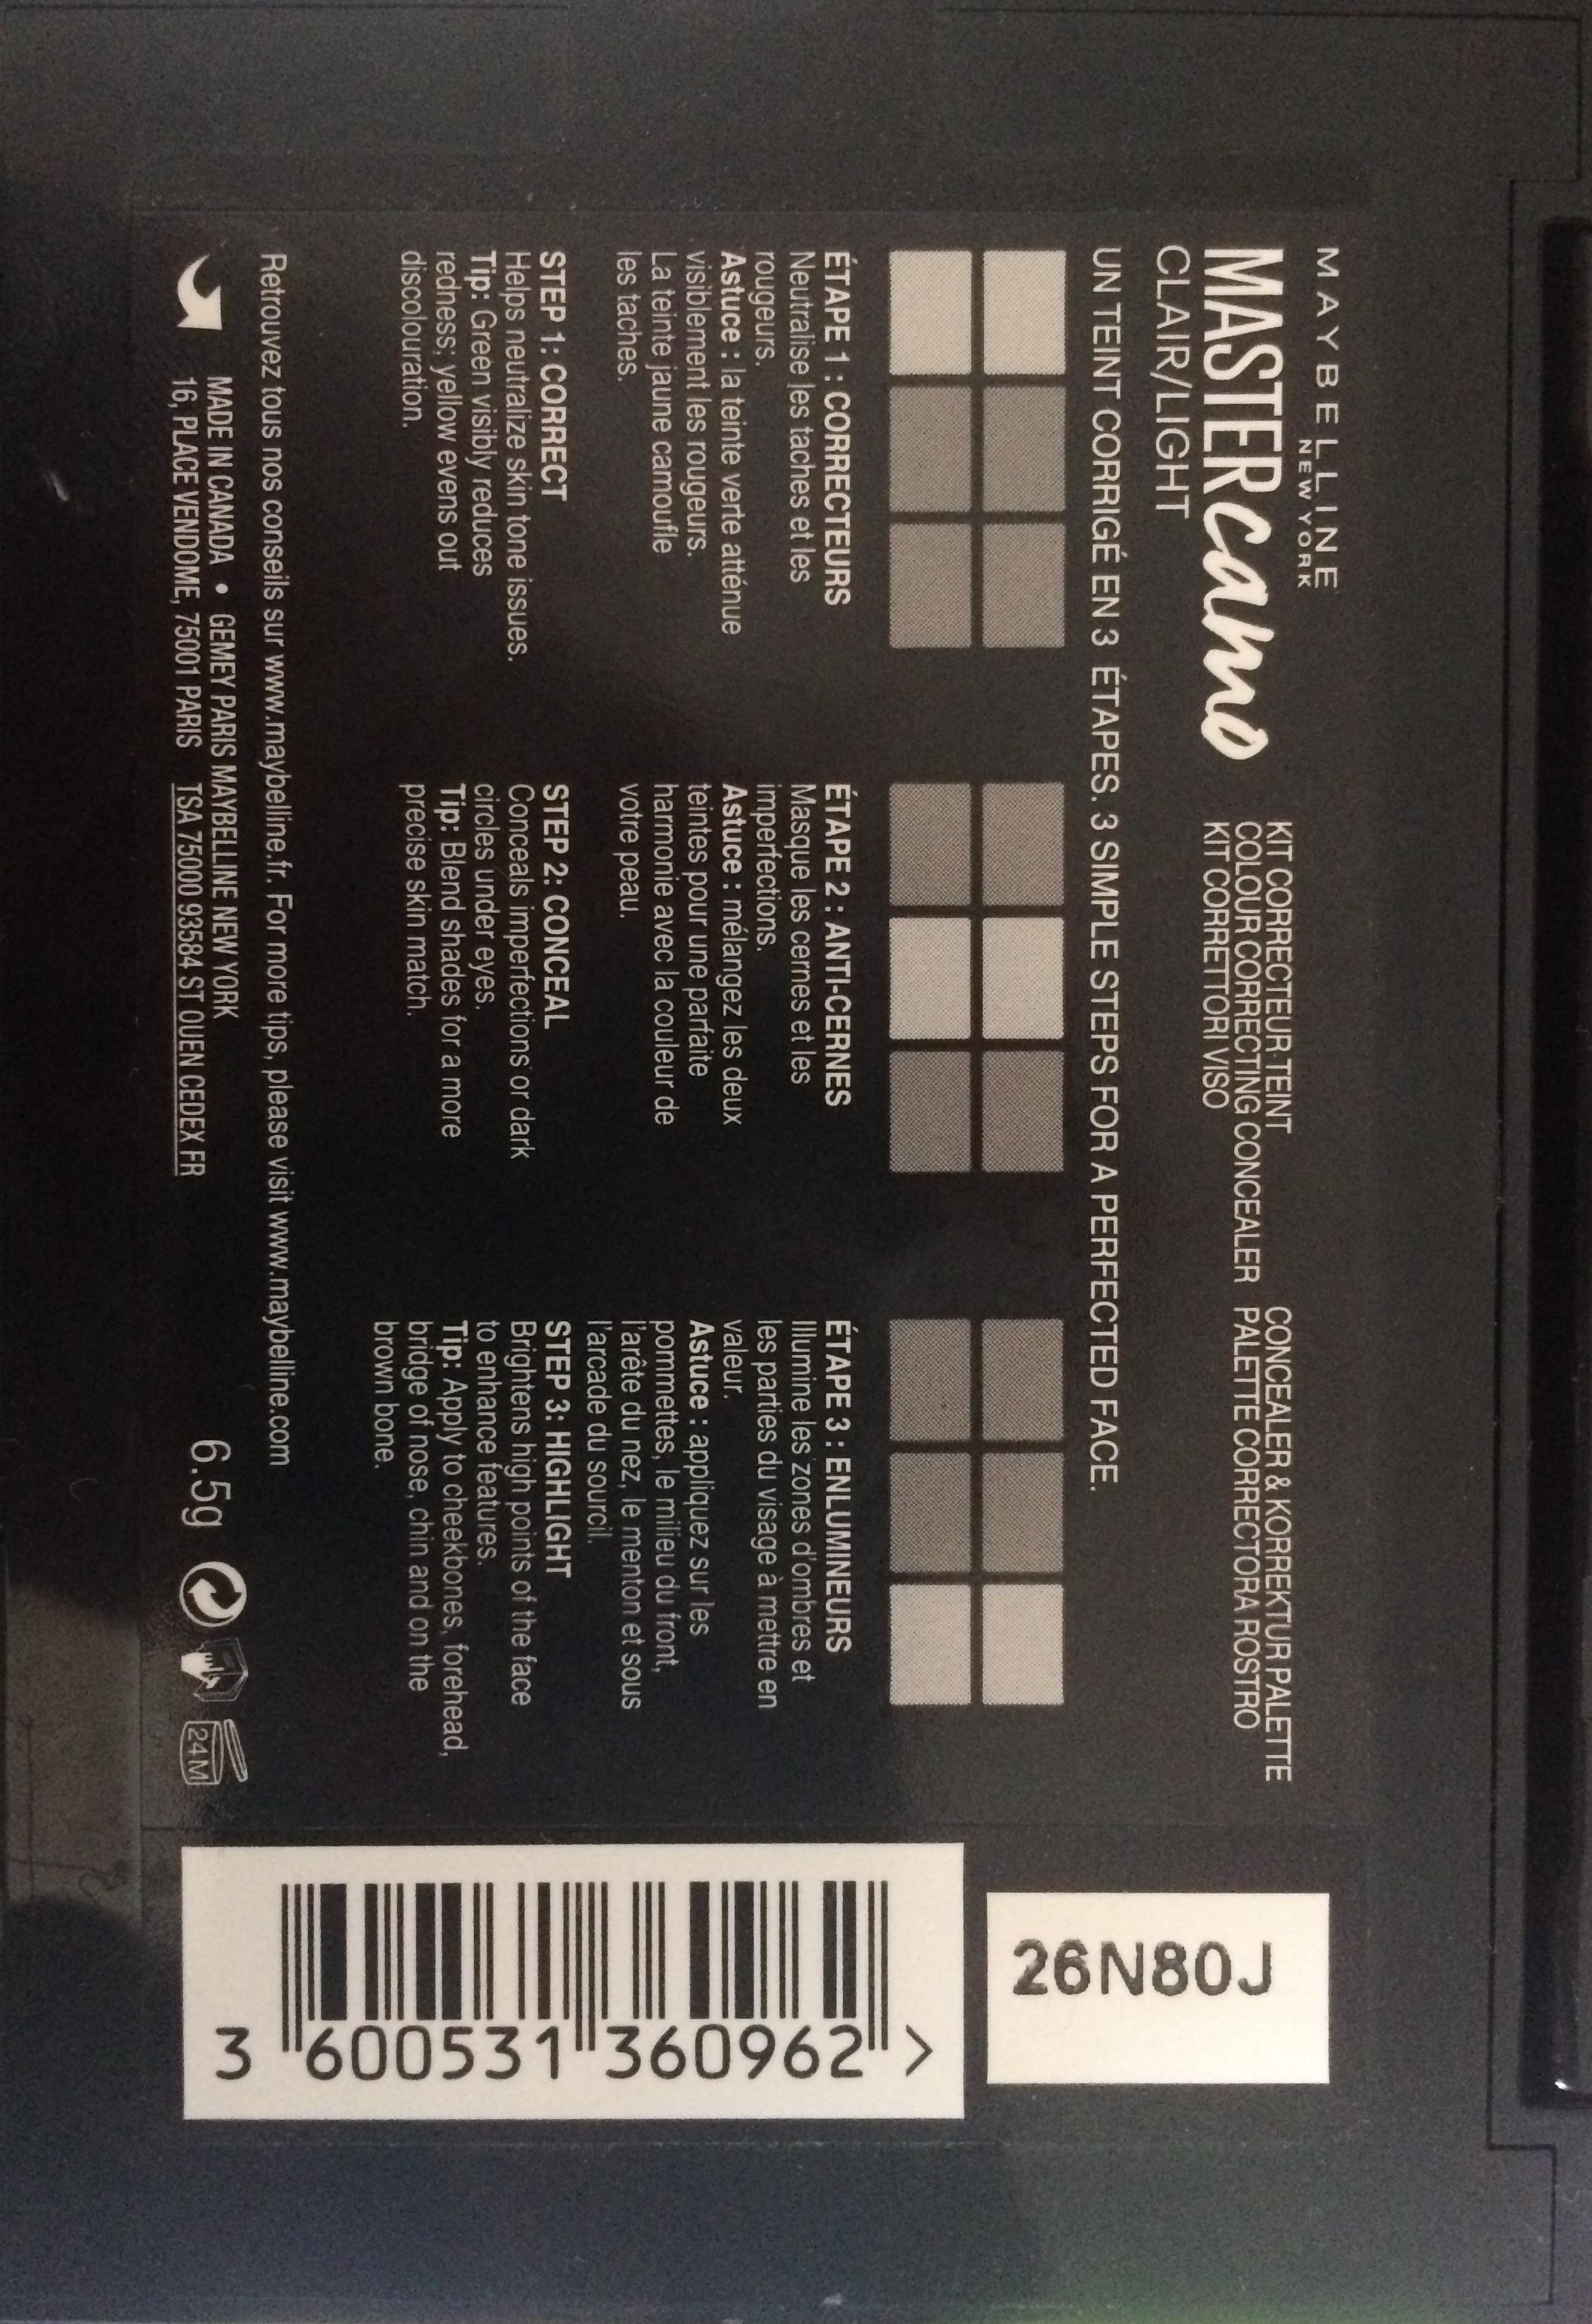 MAYBELLINE
NEW YORK
MASTERcamo
CLAIR/LIGHT
KIT CORRECTEUR TEINT
COLOUR CORRECTING CONCEALER
KIT CORRETTORI VISO
CONCEALER & KORREKTUR PALETTE
PALETTE CORRECTORA ROSTRO
UN TEINT CORRIGÉ EN 3 ÉTAPES. 3 SIMPLE STEPS FOR A PERFECTED FACE.
ÉTAPE 1 : CORRECTEURS
Neutralise les taches et les
rougeurs.
Astuce : la teinte verte atténue
visiblement les rougeurs.
La teinte jaune camoufle
les taches.
STEP 1: CORRECT
Helps neutralize skin tone issues.
Tip: Green visibly reduces
redness; yellow evens out
discolouration.
ÉTAPE 2 : ANTI-CERNES
Masque les cernes et les
imperfections.
Astuce : mélangez les deux
teintes pour une parfaite
harmonie avec la couleur de
votre peau.
STEP 2: CONCEAL
Conceals imperfections or dark
circles under eyes.
Tip: Blend shades for a more
precise skin match.
ÉTAPE 3 : ENLUMINEURS
Illumine les zones d'ombres et
les parties du visage à mettre en
valeur.
Astuce : appliquez sur les
pommettes, le milieu du front,
l'arête du nez, le menton et sous
l'arcade du sourcil.
STEP 3: HIGHLIGHT
Brightens high points of the face
to enhance features.
Tip: Apply to cheekbones, forehead,
bridge of nose, chin and on the
brown bone.
Retrouvez tous nos conseils sur www.maybelline.fr. For more tips, please visit www.maybelline.com
MADE IN CANADA • GEMEY PARIS MAYBELLINE NEW YORK
16, PLACE VENDOME, 75001 PARIS TSA 75000 93584 ST OUEN CEDEX FR
6.5g
24M
26N80J
3 600531 360962 >